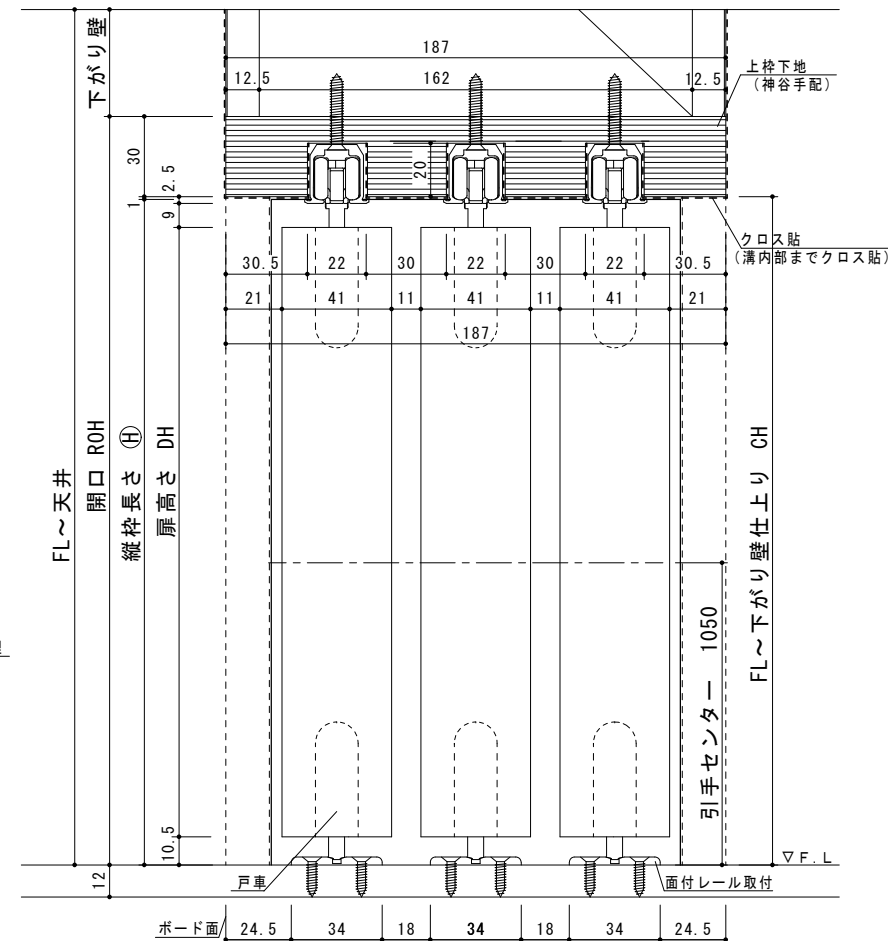 下がり壁
187
12.5
162
12.5
上枠下地
(神谷手配)
30
20
2.5
1
9
クロス貼
(溝内部までクロス貼)
30.5
22
30
22
30
22
30.5
21
41
11
41
11
41
21
187
FL~天井
開口 ROH
縦枠長さ Ⓗ
扉高さ DH
FL~下がり壁仕上り CH
引手センター 1050
10.5
12
▽F.L
戸車
面付レール取付
ボード面
24.5
34
18
34
18
34
24.5